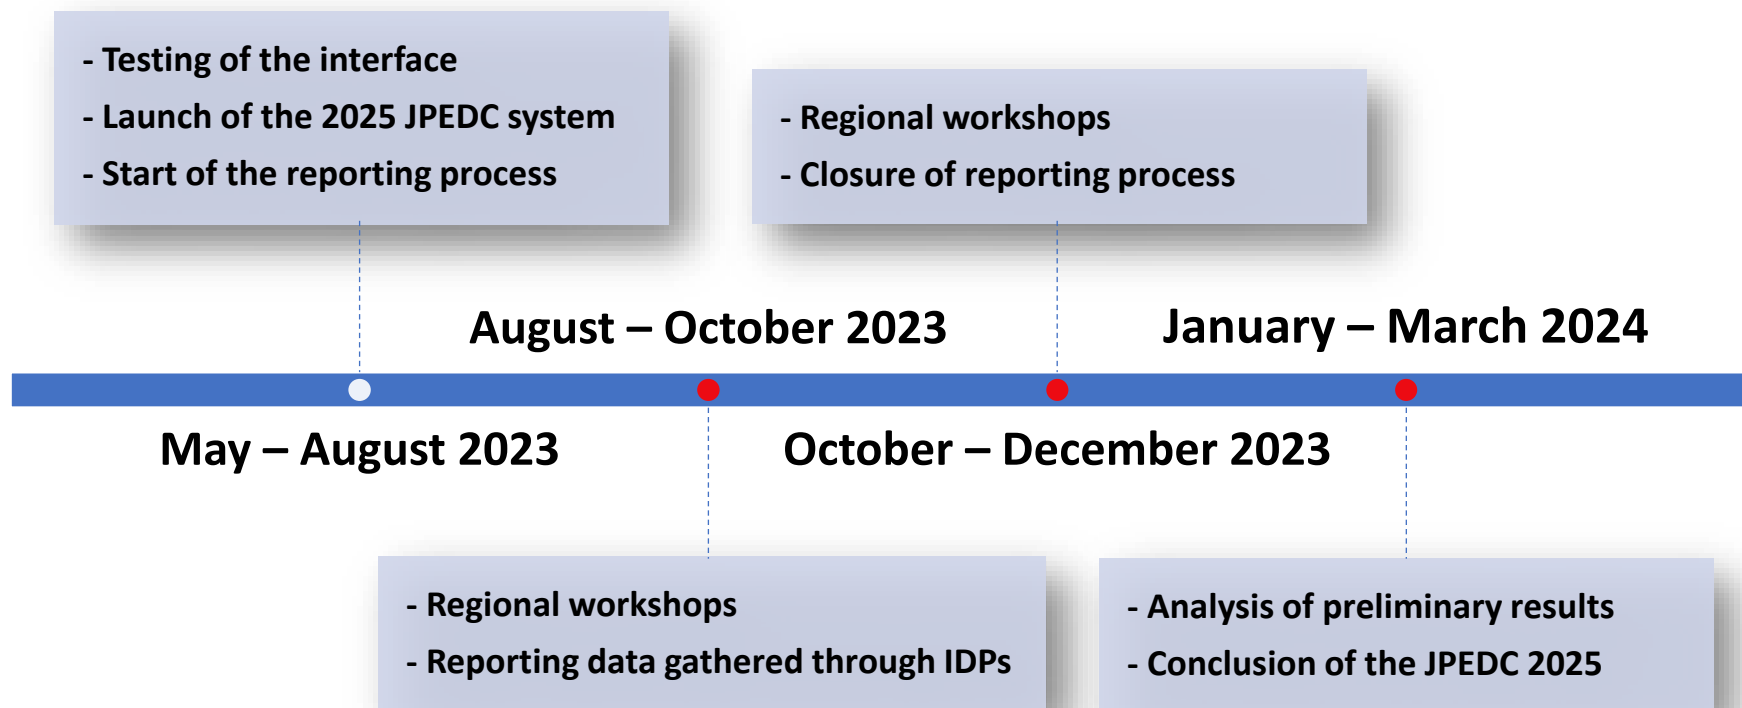 - Testing of the interface
- Launch of the 2025 JPEDC system
- Start of the reporting process
- Regional workshops
- Closure of reporting process
August – October 2023
January – March 2024
May – August 2023
October – December 2023
- Regional workshops
- Reporting data gathered through IDPs
- Analysis of preliminary results
- Conclusion of the JPEDC 2025